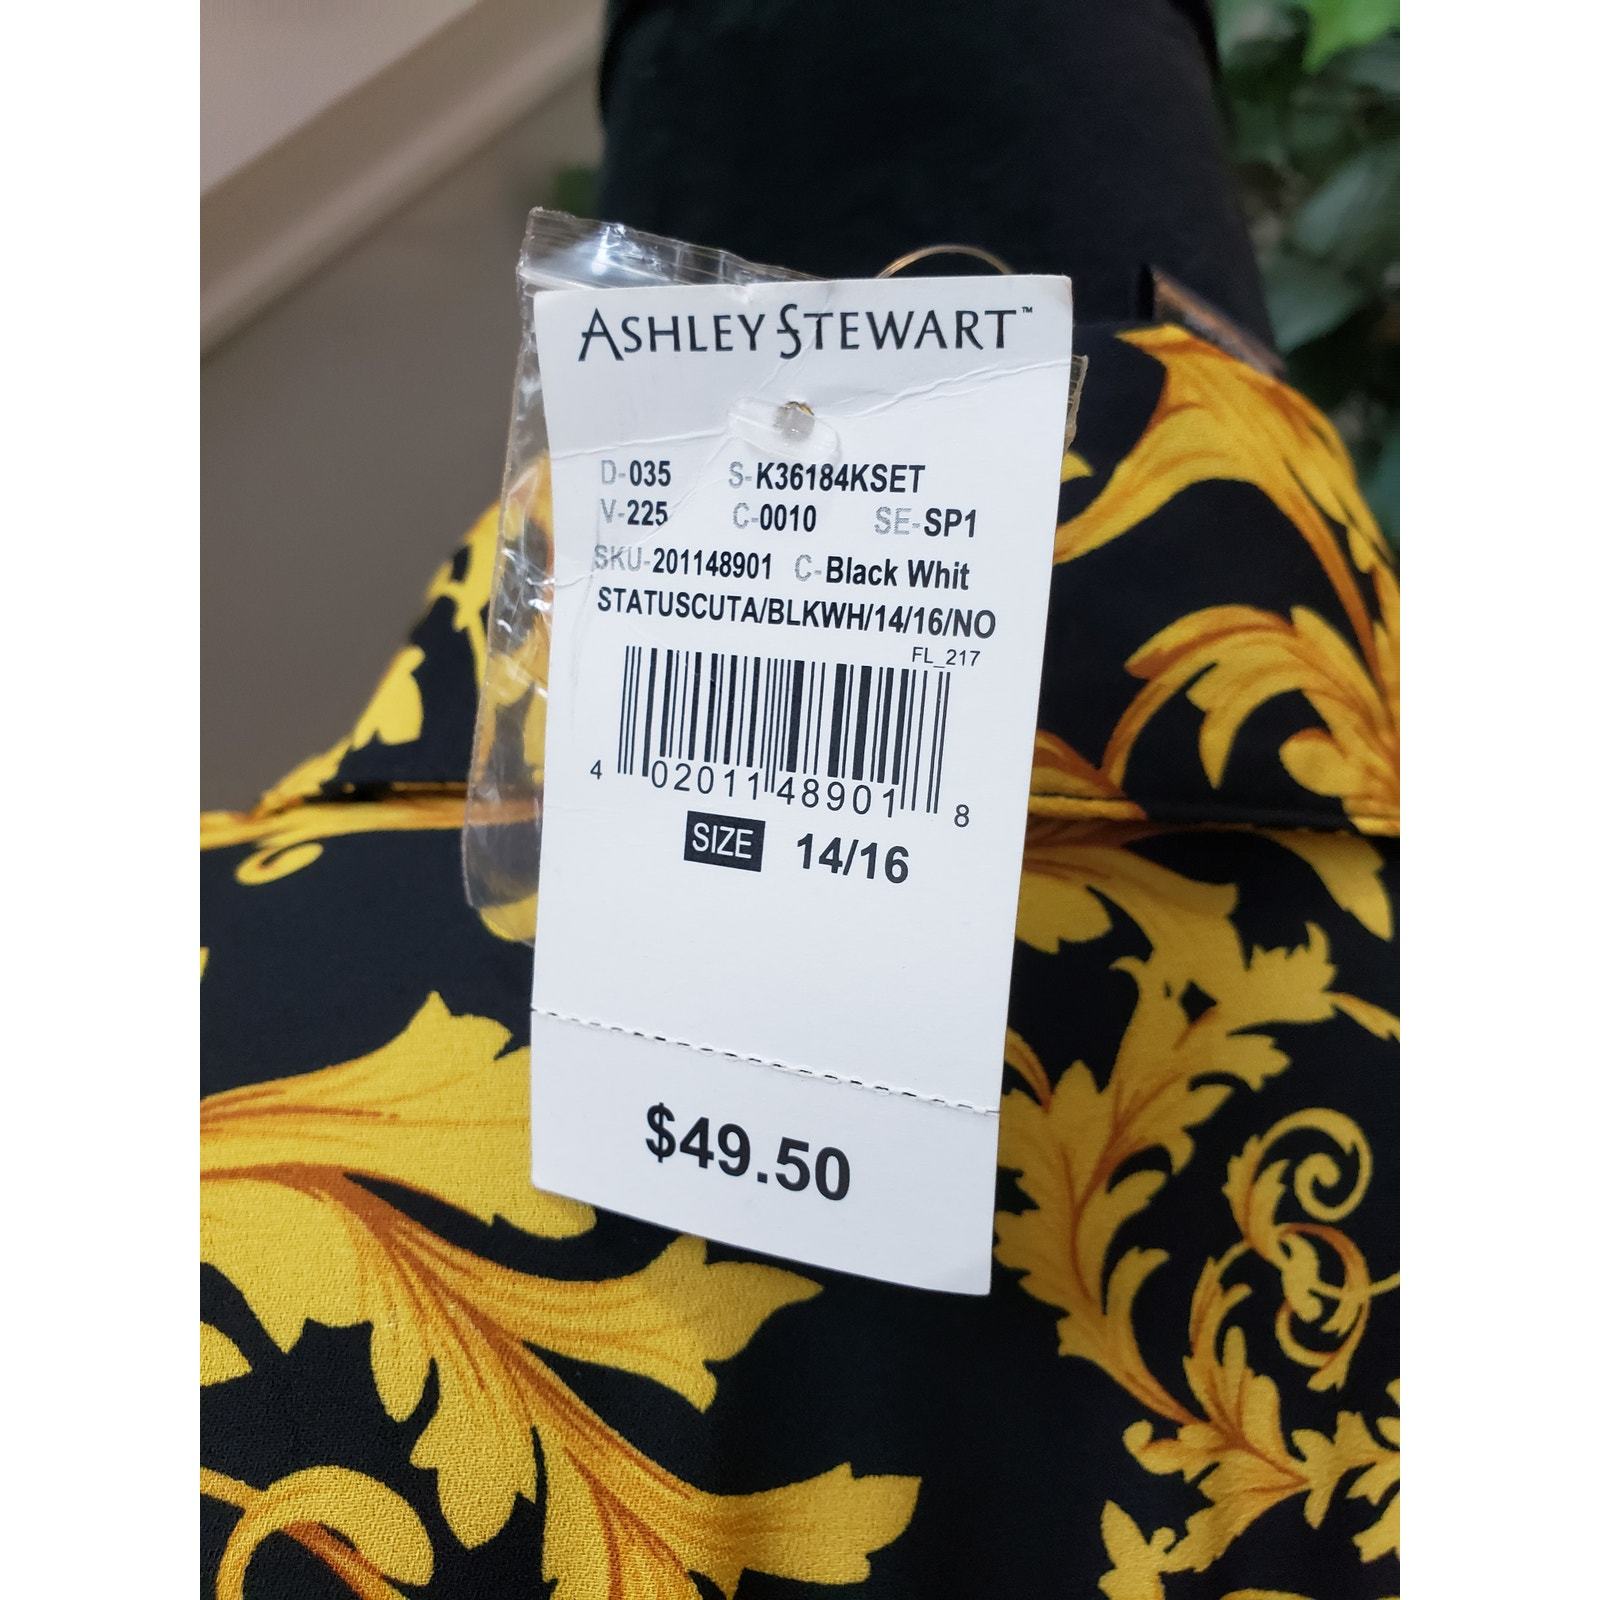 ASHLEY STEWART™
D-035 S-K36184KSET
V-225 C-0010 SE-SP1
SKU-201148901 C-Black Whit
STATUSCUTA/BLKWH/14/16/NO
FL_217
4 02011 48901 8
SIZE 14/16
$49.50